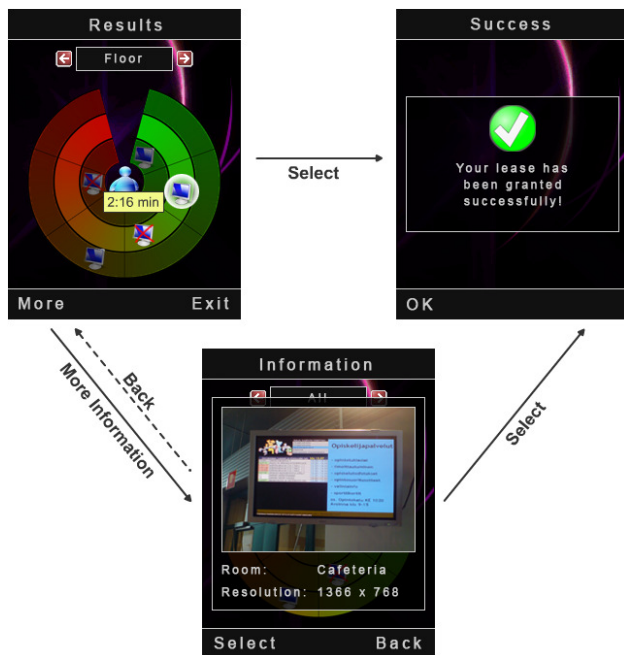 Results
Floor
2:16 min
More Exit
Select
Success
Your lease has
been granted
successfully!
OK
Back
More Information
Select
Information
All
Opiskelijapalvelut
Room: Cafeteria
Resolution: 1366 x 768
Select Back